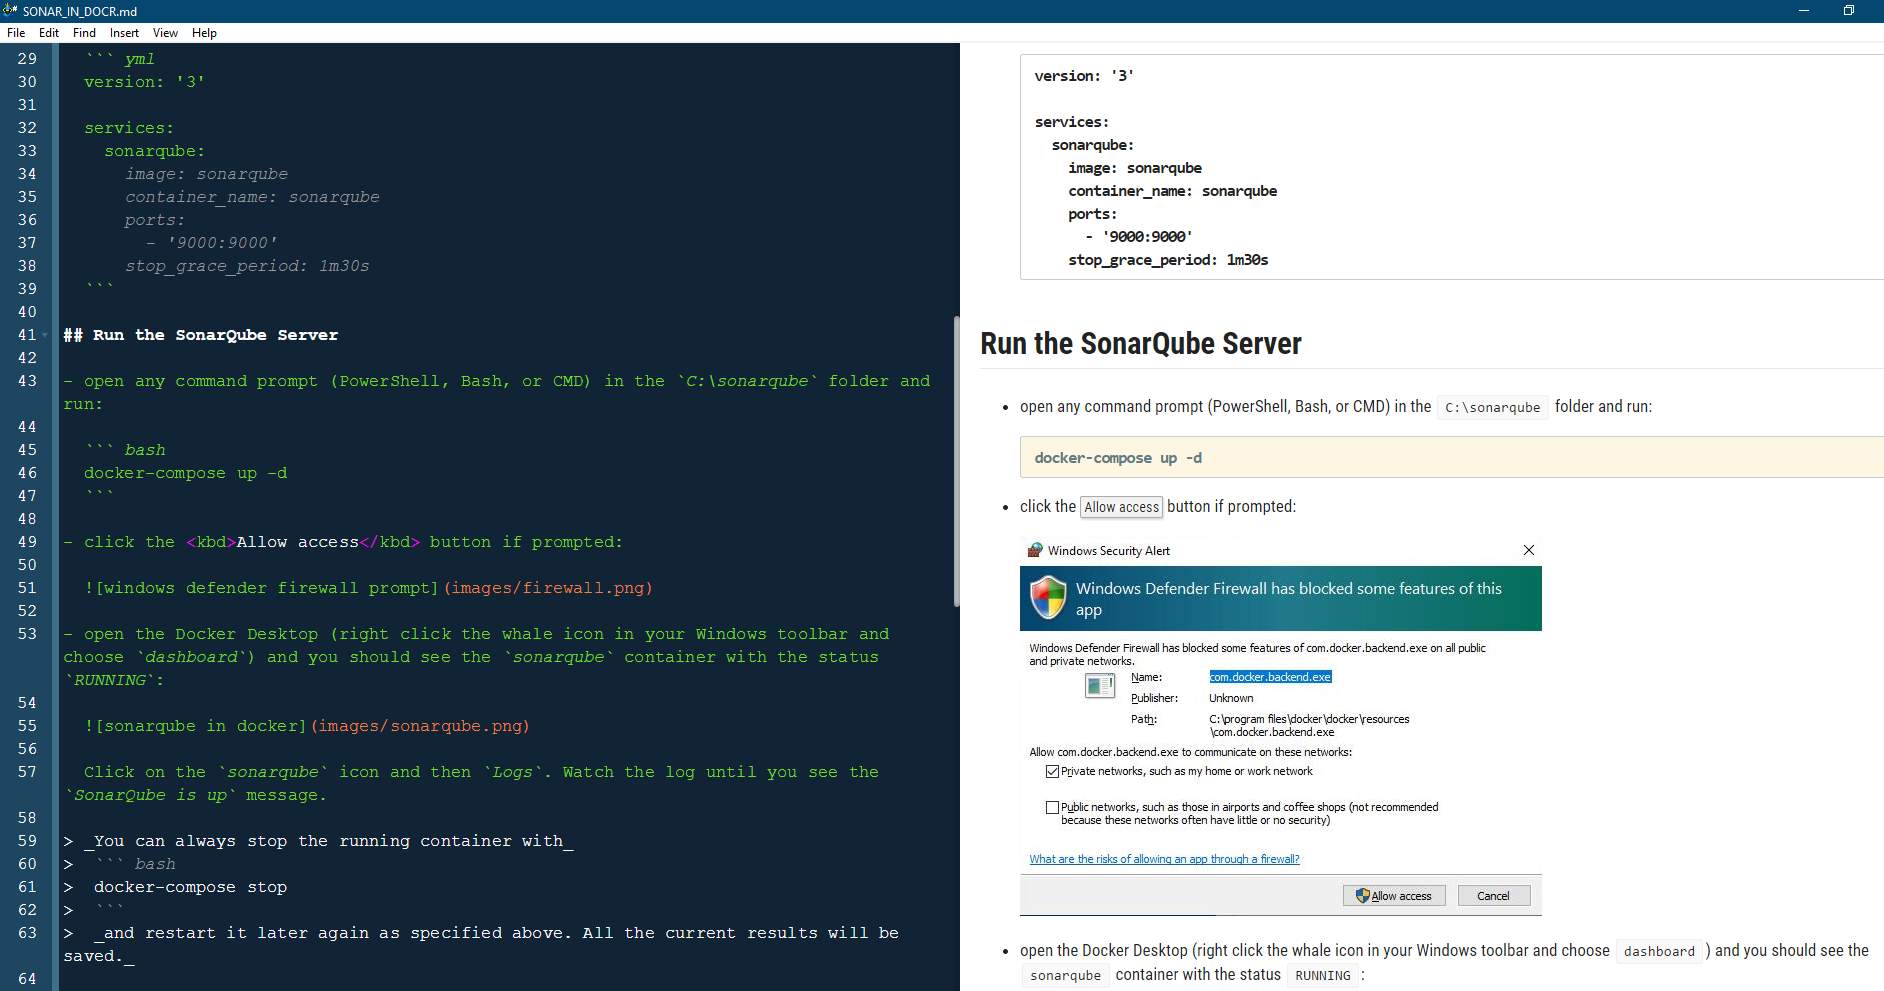 SONAR_IN_DOCR.md
File Edit Find Insert View Help
29 ``` yml
30 version: '3'
31
32 services:
33 sonarqube:
34 image: sonarqube
35 container_name: sonarqube
36 ports:
37 - '9000:9000'
38 stop_grace_period: 1m30s
39 ```
40
41 ## Run the SonarQube Server
42
43 - open any command prompt (PowerShell, Bash, or CMD) in the `C:\sonarqube` folder and
run:
44
45 ``` bash
46 docker-compose up -d
47 ```
48
49 - click the <kbd>Allow access</kbd> button if prompted:
50
51 ![windows defender firewall prompt](images/firewall.png)
52
53 - open the Docker Desktop (right click the whale icon in your Windows toolbar and
choose `dashboard`) and you should see the `sonarqube` container with the status
`RUNNING`:
54
55 ![sonarqube in docker](images/sonarqube.png)
56
57 Click on the `sonarqube` icon and then `Logs`. Watch the log until you see the
`SonarQube is up` message.
58
59 > _You can always stop the running container with_
60 > ``` bash
61 > docker-compose stop
62 > ```
63 > _and restart it later again as specified above. All the current results will be
saved._
64
version: '3'
services:
sonarqube:
image: sonarqube
container_name: sonarqube
ports:
- '9000:9000'
stop_grace_period: 1m30s
Run the SonarQube Server
• open any command prompt (PowerShell, Bash, or CMD) in the C:\sonarqube folder and run:
docker-compose up -d
• click the Allow access button if prompted:
Windows Security Alert
Windows Defender Firewall has blocked some features of this
app
Windows Defender Firewall has blocked some features of com.docker.backend.exe on all public
and private networks.
Name: com.docker.backend.exe
Publisher: Unknown
Path: C:\program files\docker\docker\resources
\com.docker.backend.exe
Allow com.docker.backend.exe to communicate on these networks:
Private networks, such as my home or work network
Public networks, such as those in airports and coffee shops (not recommended
because these networks often have little or no security)
What are the risks of allowing an app through a firewall?
Allow access Cancel
• open the Docker Desktop (right click the whale icon in your Windows toolbar and choose dashboard ) and you should see the
sonarqube container with the status RUNNING :